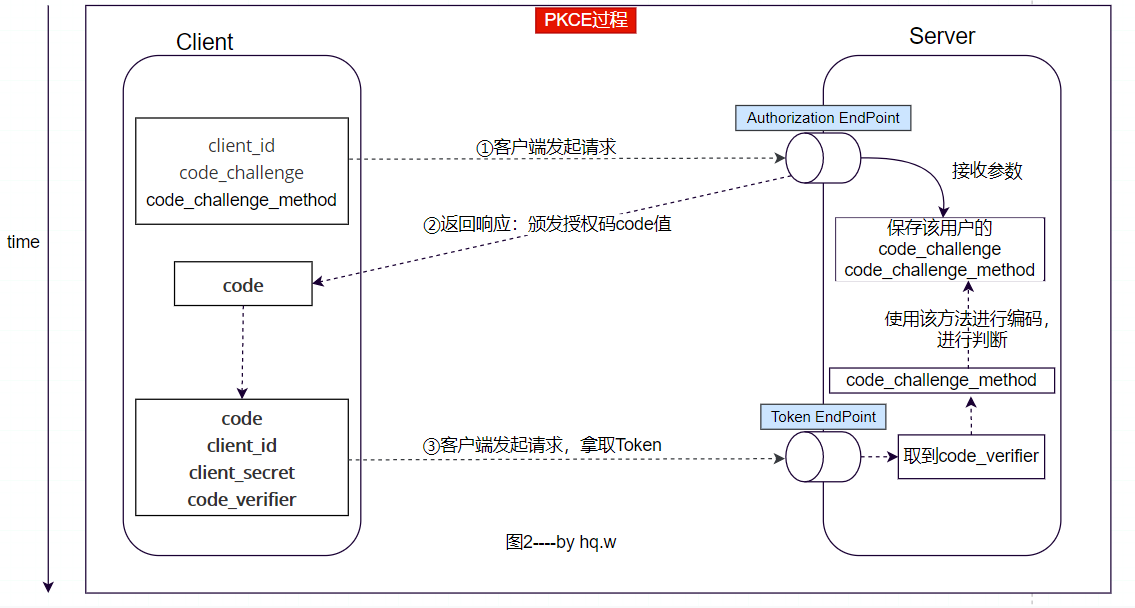 PKCE过程
Client
Server
time
client_id
code_challenge
code_challenge_method
①客户端发起请求
Authorization EndPoint
接收参数
②返回响应：颁发授权码code值
保存该用户的
code_challenge
code_challenge_method
code
使用该方法进行编码，
进行判断
code_challenge_method
code
client_id
client_secret
code_verifier
③客户端发起请求，拿取Token
Token EndPoint
取到code_verifier
图2----by hq.w